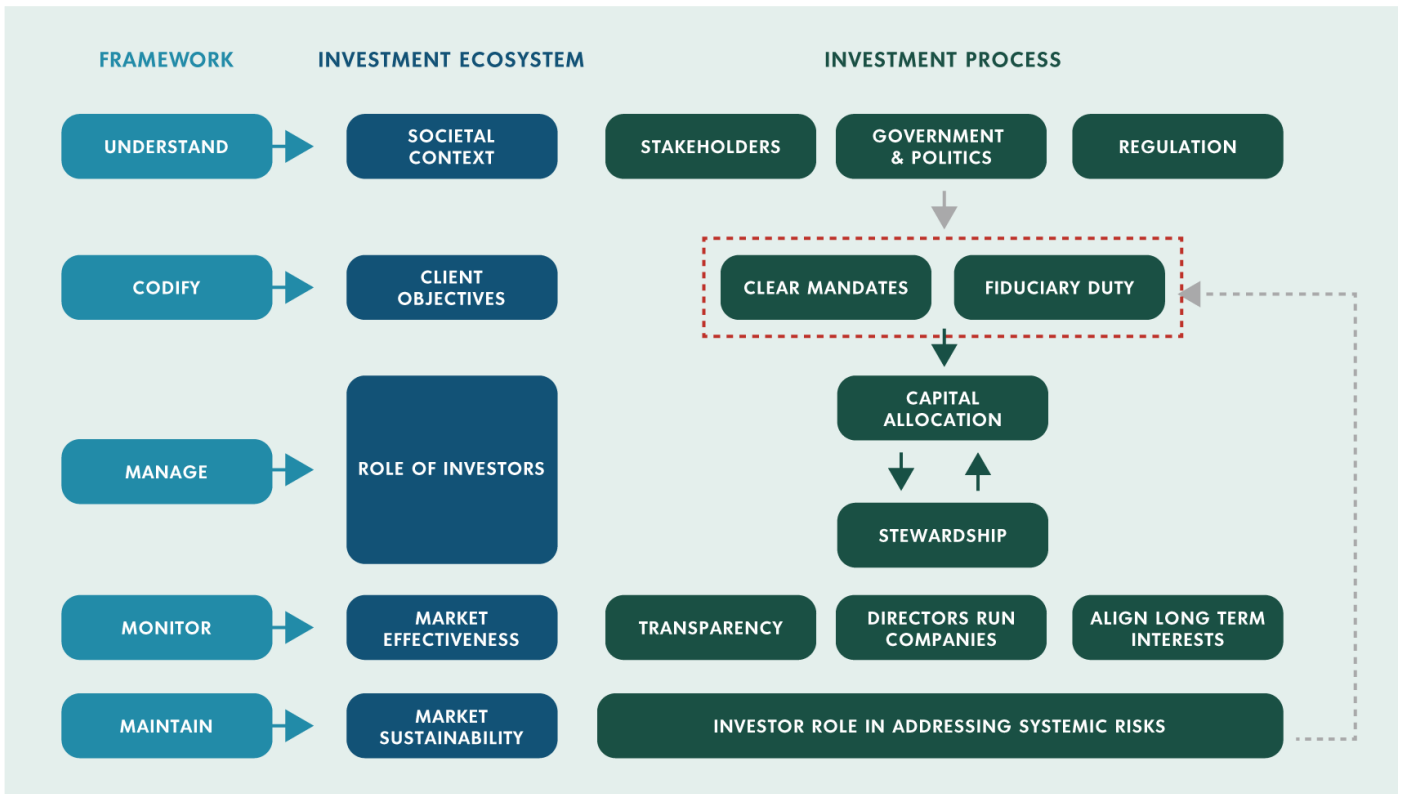 FRAMEWORK
INVESTMENT ECOSYSTEM
INVESTMENT PROCESS
UNDERSTAND
SOCIETAL
CONTEXT
STAKEHOLDERS
GOVERNMENT
& POLITICS
REGULATION
CODIFY
CLIENT
OBJECTIVES
CLEAR MANDATES
FIDUCIARY DUTY
MANAGE
ROLE OF INVESTORS
CAPITAL
ALLOCATION
STEWARDSHIP
MONITOR
MARKET
EFFECTIVENESS
TRANSPARENCY
DIRECTORS RUN
COMPANIES
ALIGN LONG TERM
INTERESTS
MAINTAIN
MARKET
SUSTAINABILITY
INVESTOR ROLE IN ADDRESSING SYSTEMIC RISKS